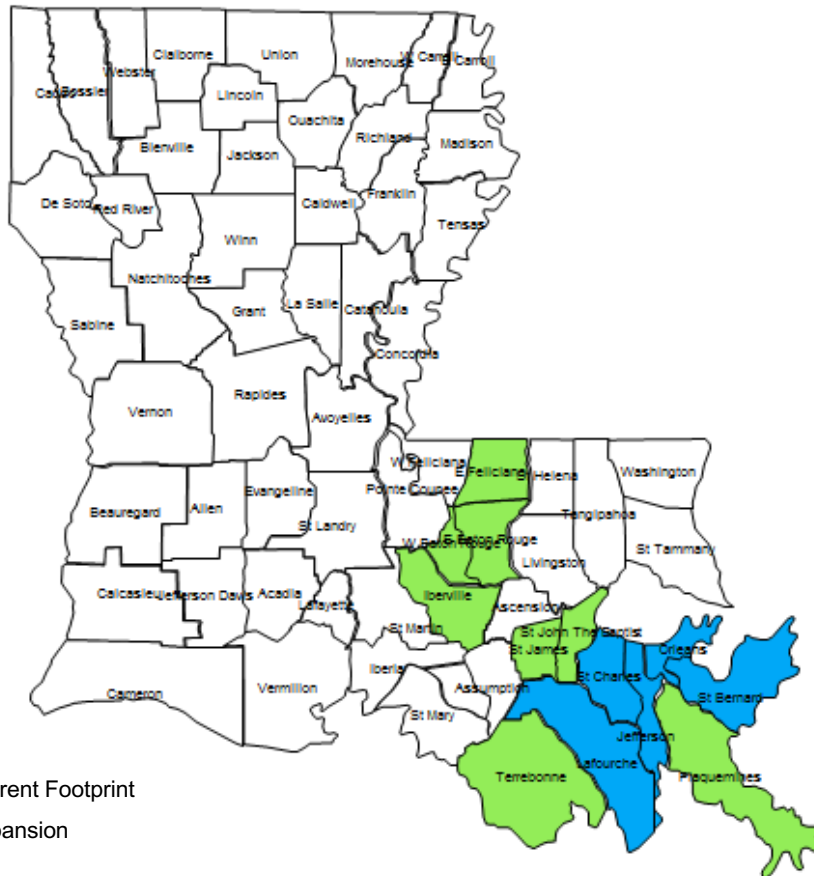 Claiborne
Union
Webster
Morehouse
W Carroll
E Carroll
Caddo
Bossier
Lincoln
Ouachita
Richland
Madison
Bienville
Jackson
Franklin
De Soto
Red River
Caldwell
Tensas
Winn
Natchitoches
La Salle
Grant
Catahoula
Sabine
Concordia
Rapides
Vernon
Avoyelles
W Feliciana
E Feliciana
St Helena
Washington
Pointe Coupee
Evangeline
Beauregard
Allen
Tangipahoa
St Landry
W Baton Rouge
E Baton Rouge
St Tammany
Livingston
Calcasieu
Jefferson Davis
Acadia
Iberville
Lafayette
Ascension
St Martin
St John The Baptist
St James
Orleans
Iberia
St Charles
Vermilion
Assumption
Cameron
St Bernard
St Mary
Jefferson
Lafourche
Terrebonne
Plaquemines
rent Footprint
pansion